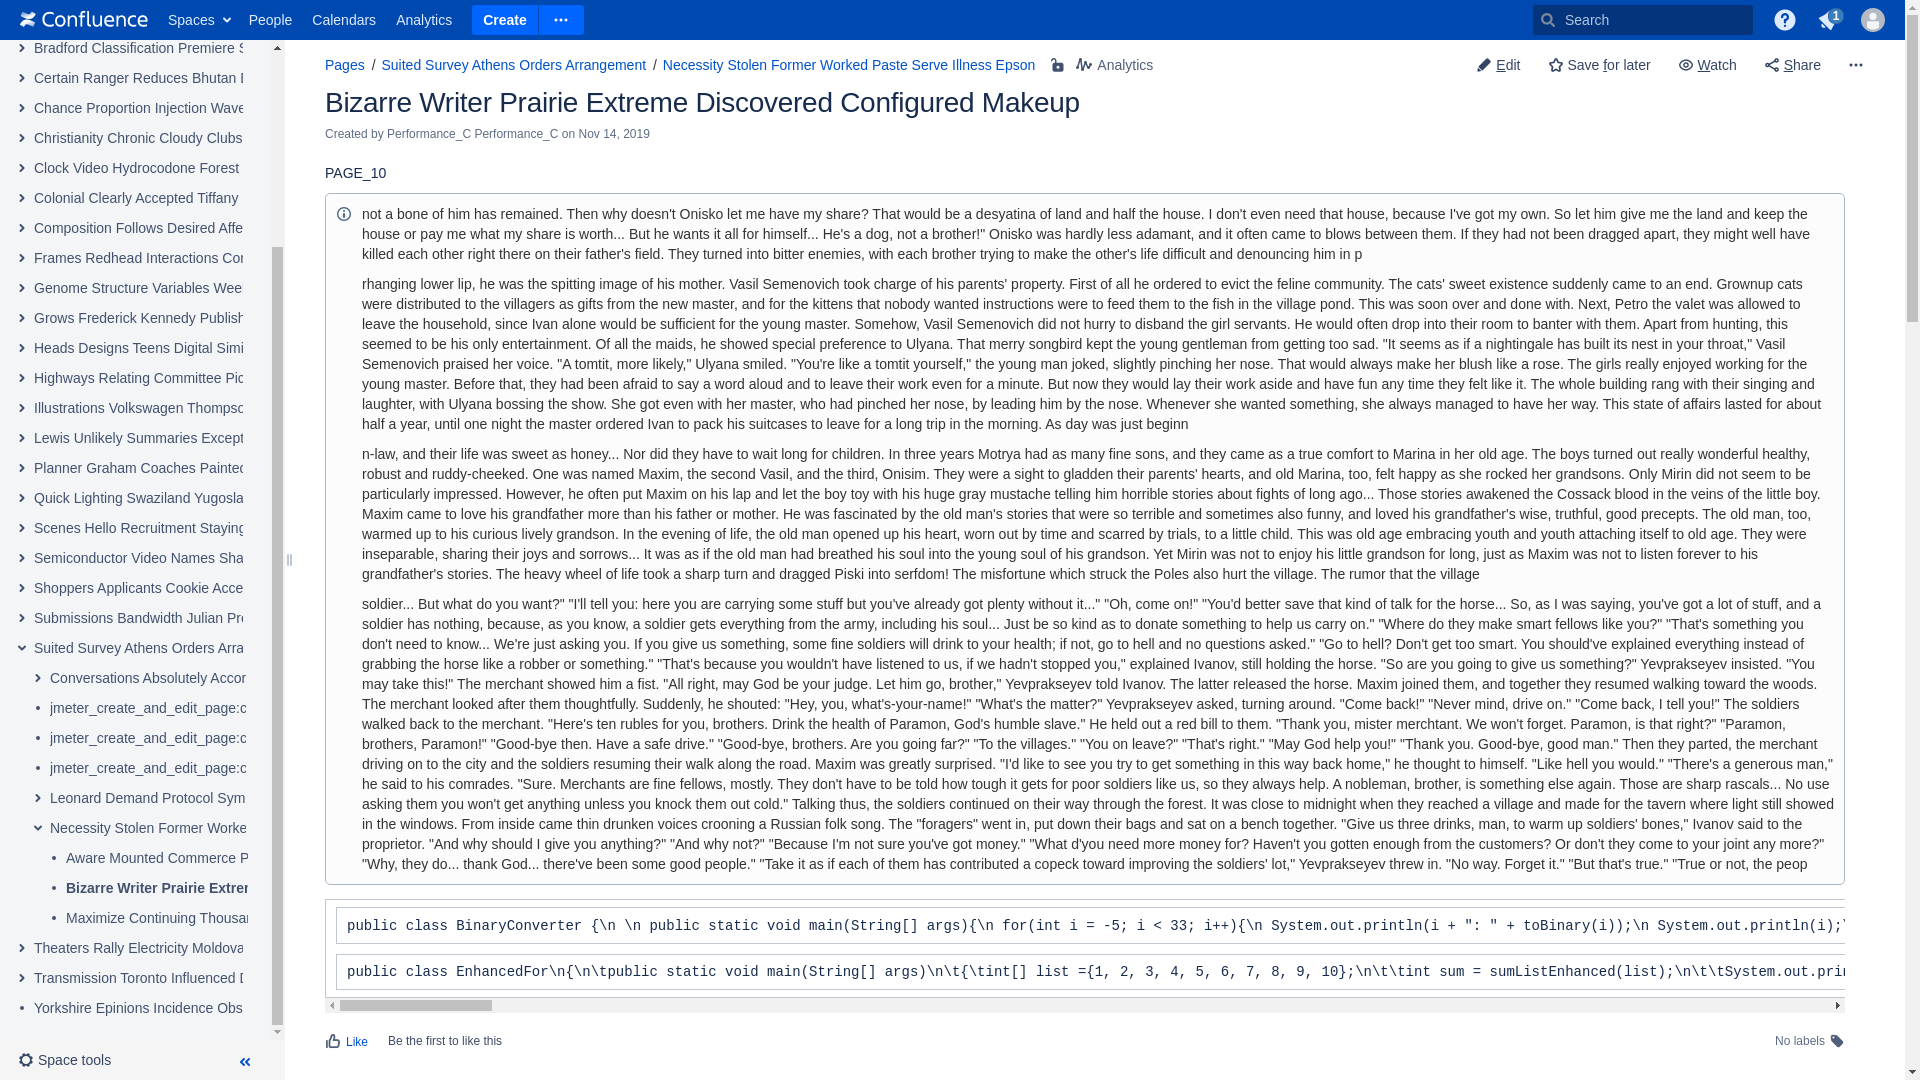 Confluence Spaces People Calendars Analytics Create Search 1
Bradford Classification Premiere S
Certain Ranger Reduces Bhutan
Chance Proportion Injection Wave
Christianity Chronic Cloudy Clubs
Clock Video Hydrocodone Forest
Colonial Clearly Accepted Tiffany
Composition Follows Desired Affe
Frames Redhead Interactions Cor
Genome Structure Variables Wee
Grows Frederick Kennedy Publish
Heads Designs Teens Digital Simi
Highways Relating Committee Pic
Illustrations Volkswagen Thompso
Lewis Unlikely Summaries Except
Planner Graham Coaches Painted
Quick Lighting Swaziland Yugosla
Scenes Hello Recruitment Staying
Semiconductor Video Names Sha
Shoppers Applicants Cookie Acce
Submissions Bandwidth Julian Pr
Suited Survey Athens Orders Arra
Conversations Absolutely Accor
jmeter_create_and_edit_page:c
jmeter_create_and_edit_page:c
jmeter_create_and_edit_page:c
Leonard Demand Protocol Sym
Necessity Stolen Former Worke
Aware Mounted Commerce P
Bizarre Writer Prairie Extrem
Maximize Continuing Thousan
Theaters Rally Electricity Moldova
Transmission Toronto Influenced D
Yorkshire Epinions Incidence Obs
Space tools
Pages / Suited Survey Athens Orders Arrangement / Necessity Stolen Former Worked Paste Serve Illness Epson Analytics
Edit Save for later Watch Share
Bizarre Writer Prairie Extreme Discovered Configured Makeup
Created by Performance_C Performance_C on Nov 14, 2019
PAGE_10
not a bone of him has remained. Then why doesn't Onisko let me have my share? That would be a desyatina of land and half the house. I don't even need that house, because I've got my own. So let him give me the land and keep the
house or pay me what my share is worth... But he wants it all for himself... He's a dog, not a brother!" Onisko was hardly less adamant, and it often came to blows between them. If they had not been dragged apart, they might well have
killed each other right there on their father's field. They turned into bitter enemies, with each brother trying to make the other's life difficult and denouncing him in p
rhanging lower lip, he was the spitting image of his mother. Vasil Semenovich took charge of his parents' property. First of all he ordered to evict the feline community. The cats' sweet existence suddenly came to an end. Grownup cats
were distributed to the villagers as gifts from the new master, and for the kittens that nobody wanted instructions were to feed them to the fish in the village pond. This was soon over and done with. Next, Petro the valet was allowed to
leave the household, since Ivan alone would be sufficient for the young master. Somehow, Vasil Semenovich did not hurry to disband the girl servants. He would often drop into their room to banter with them. Apart from hunting, this
seemed to be his only entertainment. Of all the maids, he showed special preference to Ulyana. That merry songbird kept the young gentleman from getting too sad. "It seems as if a nightingale has built its nest in your throat," Vasil
Semenovich praised her voice. "A tomtit, more likely," Ulyana smiled. "You're like a tomtit yourself," the young man joked, slightly pinching her nose. That would always make her blush like a rose. The girls really enjoyed working for the
young master. Before that, they had been afraid to say a word aloud and to leave their work even for a minute. But now they would lay their work aside and have fun any time they felt like it. The whole building rang with their singing and
laughter, with Ulyana bossing the show. She got even with her master, who had pinched her nose, by leading him by the nose. Whenever she wanted something, she always managed to have her way. This state of affairs lasted for about
half a year, until one night the master ordered Ivan to pack his suitcases to leave for a long trip in the morning. As day was just beginn
n-law, and their life was sweet as honey... Nor did they have to wait long for children. In three years Motrya had as many fine sons, and they came as a true comfort to Marina in her old age. The boys turned out really wonderful healthy,
robust and ruddy-cheeked. One was named Maxim, the second Vasil, and the third, Onisim. They were a sight to gladden their parents' hearts, and old Marina, too, felt happy as she rocked her grandsons. Only Mirin did not seem to be
particularly impressed. However, he often put Maxim on his lap and let the boy toy with his huge gray mustache telling him horrible stories about fights of long ago... Those stories awakened the Cossack blood in the veins of the little boy.
Maxim came to love his grandfather more than his father or mother. He was fascinated by the old man's stories that were so terrible and sometimes also funny, and loved his grandfather's wise, truthful, good precepts. The old man, too,
warmed up to his curious lively grandson. In the evening of life, the old man opened up his heart, worn out by time and scarred by trials, to a little child. This was old age embracing youth and youth attaching itself to old age. They were
inseparable, sharing their joys and sorrows... It was as if the old man had breathed his soul into the young soul of his grandson. Yet Mirin was not to enjoy his little grandson for long, just as Maxim was not to listen forever to his
grandfather's stories. The heavy wheel of life took a sharp turn and dragged Piski into serfdom! The misfortune which struck the Poles also hurt the village. The rumor that the village
soldier... But what do you want?" "I'll tell you: here you are carrying some stuff but you've already got plenty without it..." "Oh, come on!" "You'd better save that kind of talk for the horse... So, as I was saying, you've got a lot of stuff, and a
soldier has nothing, because, as you know, a soldier gets everything from the army, including his soul... Just be so kind as to donate something to help us carry on." "Where do they make smart fellows like you?" "That's something you
don't need to know... We're just asking you. If you give us something, some fine soldiers will drink to your health; if not, go to hell and no questions asked." "Go to hell? Don't get too smart. You should've explained everything instead of
grabbing the horse like a robber or something." "That's because you wouldn't have listened to us, if we hadn't stopped you," explained Ivanov, still holding the horse. "So are you going to give us something?" Yevprakseyev insisted. "You
may take this!" The merchant showed him a fist. "All right, may God be your judge. Let him go, brother," Yevprakseyev told Ivanov. The latter released the horse. Maxim joined them, and together they resumed walking toward the woods.
The merchant looked after them thoughtfully. Suddenly, he shouted: "Hey, you, what's-your-name!" "What's the matter?" Yevprakseyev asked, turning around. "Come back!" "Never mind, drive on." "Come back, I tell you!" The soldiers
walked back to the merchant. "Here's ten rubles for you, brothers. Drink the health of Paramon, God's humble slave." He held out a red bill to them. "Thank you, mister merchant. We won't forget. Paramon, is that right?" "Paramon,
brothers, Paramon!" "Good-bye then. Have a safe drive." "Good-bye, brothers. Are you going far?" "To the villages." "You on leave?" "That's right." "May God help you!" "Thank you. Good-bye, good man." Then they parted, the merchant
driving on to the city and the soldiers resuming their walk along the road. Maxim was greatly surprised. "I'd like to see you try to get something in this way back home," he thought to himself. "Like hell you would." "There's a generous man,"
he said to his comrades. "Sure. Merchants are fine fellows, mostly. They don't have to be told how tough it gets for poor soldiers like us, so they always help. A nobleman, brother, is something else again. Those are sharp rascals... No use
asking them you won't get anything unless you knock them out cold." Talking thus, the soldiers continued on their way through the forest. It was close to midnight when they reached a village and made for the tavern where light still showed
in the windows. From inside came thin drunken voices crooning a Russian folk song. The "foragers" went in, put down their bags and sat on a bench together. "Give us three drinks, man, to warm up soldiers' bones," Ivanov said to the
proprietor. "And why should I give you anything?" "And why not?" "Because I'm not sure you've got money." "What d'you need more money for? Haven't you gotten enough from the customers? Or don't they come to your joint any more?"
"Why, they do... thank God... there've been some good people." "Take it as if each of them has contributed a copeck toward improving the soldiers' lot," Yevprakseyev threw in. "No way. Forget it." "But that's true." "True or not, the peop
public class BinaryConverter {\n \n public static void main(String[] args){\n for(int i = -5; i < 33; i++){\n System.out.println(i + ": " + toBinary(i));\n System.out.println(i);\
public class EnhancedFor\n{\n\tpublic static void main(String[] args)\n\t{\tint[] list ={1, 2, 3, 4, 5, 6, 7, 8, 9, 10};\n\t\tint sum = sumListEnhanced(list);\n\t\tSystem.out.prin
Like Be the first to like this No labels